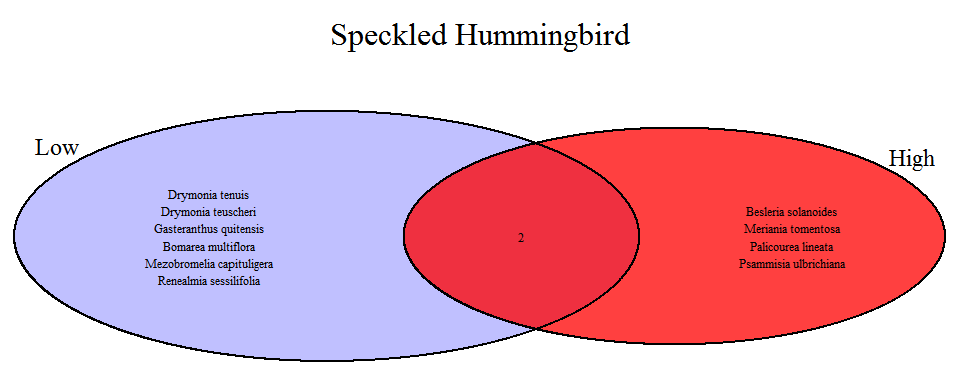 Speckled Hummingbird
Low
High
Drymonia tenuis
Drymonia teuscheri
Gasteranthus quitensis
Bomarea multiflora
Mezobromelia capituligera
Renealmia sessilifolia
2
Besleria solanoides
Meriania tomentosa
Palicourea lineata
Psammisia ulbrichiana